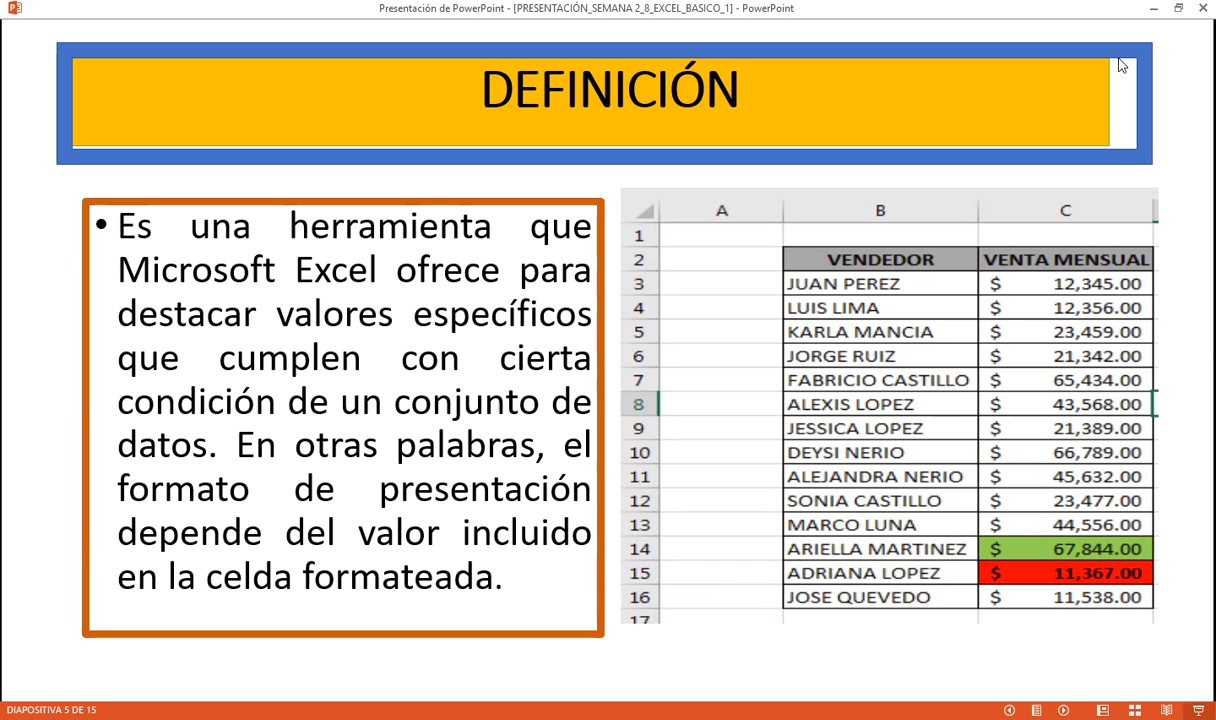 Presentación de PowerPoint - [PRESENTACIÓN_SEMANA 2_8_EXCEL_BASICO_1] - PowerPoint
DEFINICIÓN
• Es una herramienta que
Microsoft Excel ofrece para
destacar valores específicos
que cumplen con cierta
condición de un conjunto de
datos. En otras palabras, el
formato de presentación
depende del valor incluido
en la celda formateada.
A B C
1
2 VENDEDOR VENTA MENSUAL
3 JUAN PEREZ $ 12,345.00
4 LUIS LIMA $ 12,356.00
5 KARLA MANCIA $ 23,459.00
6 JORGE RUIZ $ 21,342.00
7 FABRICIO CASTILLO $ 65,434.00
8 ALEXIS LOPEZ $ 43,568.00
9 JESSICA LOPEZ $ 21,389.00
10 DEYSI NERIO $ 66,789.00
11 ALEJANDRA NERIO $ 45,632.00
12 SONIA CASTILLO $ 23,477.00
13 MARCO LUNA $ 44,556.00
14 ARIELLA MARTINEZ $ 67,844.00
15 ADRIANA LOPEZ $ 11,367.00
16 JOSE QUEVEDO $ 11,538.00
17
DIAPOSITIVA 5 DE 15